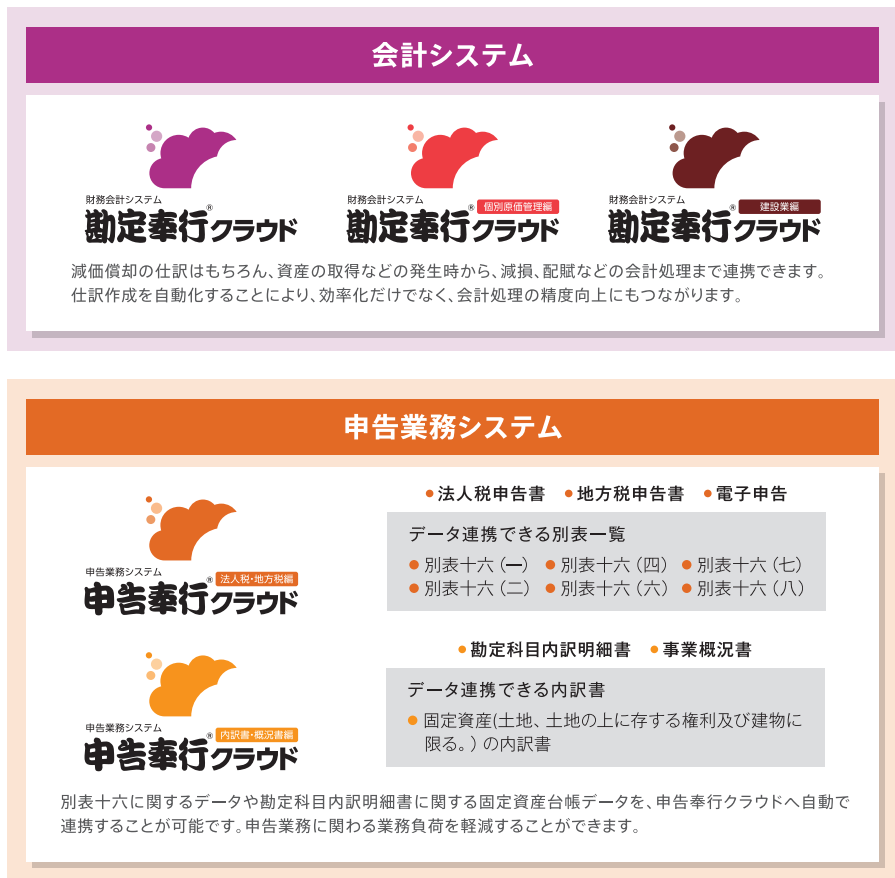 会計システム
財務会計システム
勘定奉行®クラウド
財務会計システム
個別原価管理編
勘定奉行®クラウド
財務会計システム
建設業編
勘定奉行®クラウド
減価償却の仕訳はもちろん、資産の取得などの発生時から、減損、配賦などの会計処理まで連携できます。
仕訳作成を自動化することにより、効率化だけでなく、会計処理の精度向上にもつながります。
申告業務システム
申告業務システム
法人税・地方税編
申告奉行®クラウド
●法人税申告書 ●地方税申告書 ●電子申告
データ連携できる別表一覧
● 別表十六（一） ● 別表十六（四） ● 別表十六（七）
● 別表十六（二） ● 別表十六（六） ● 別表十六（八）
申告業務システム
内訳書・概況書編
申告奉行®クラウド
●勘定科目内訳明細書 ●事業概況書
データ連携できる内訳書
● 固定資産(土地、土地の上に存する権利及び建物に
限る。）の内訳書
別表十六に関するデータや勘定科目内訳明細書に関する固定資産台帳データを、申告奉行クラウドへ自動で
連携することが可能です。申告業務に関わる業務負荷を軽減することができます。